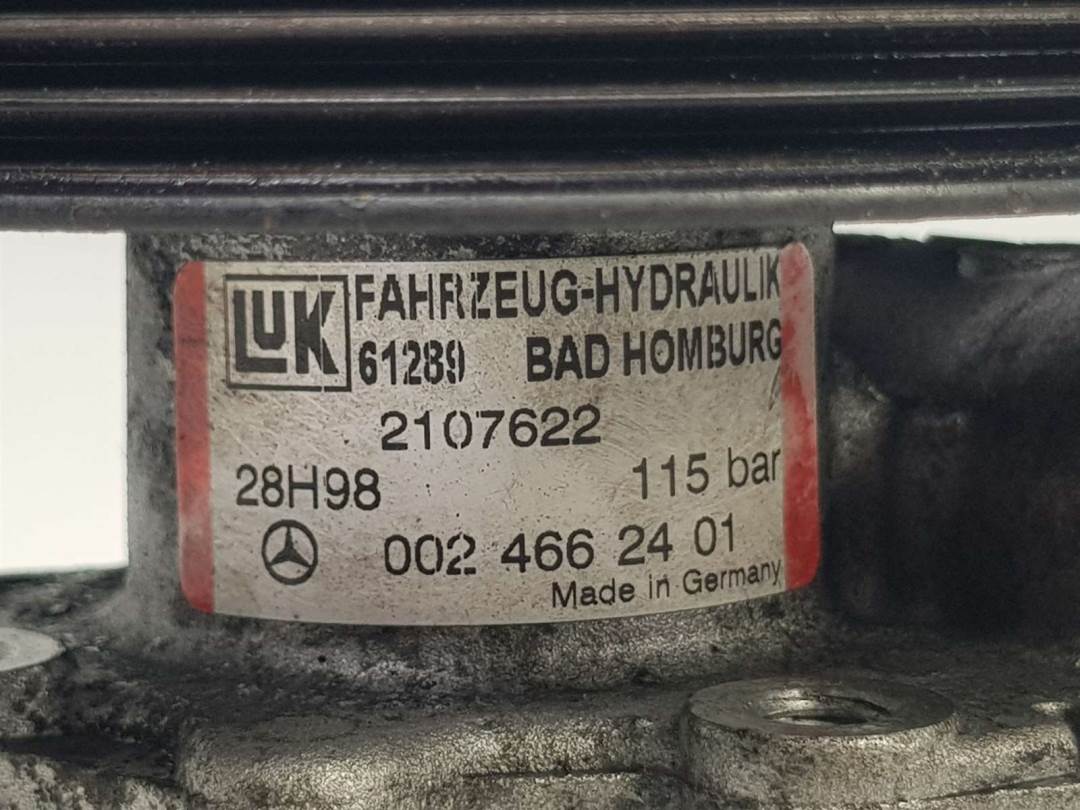 LUK FAHRZEUG-HYDRAULIK
61289 BAD HOMBURG
2107622
28H98 115 bar
002 466 24 01
Made in Germany